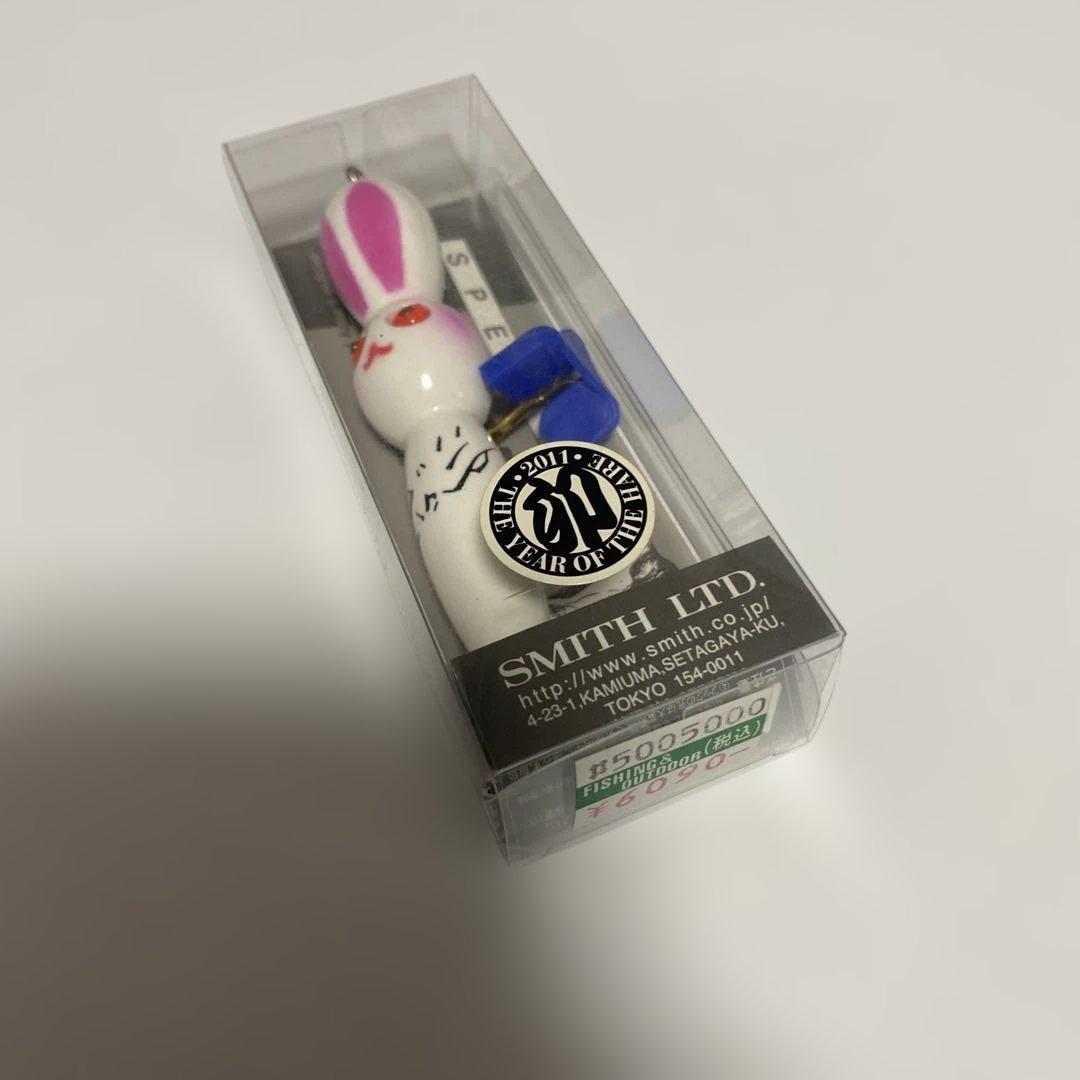 SPE
THE · 2011 · HARE
卯
YEAR OF THE
SMITH LTD.
http://www.smith.co.jp/
4-23-1,KAMIUMA,SETAGAYA-KU,
TOKYO 154-0011
#5005000
FISHING&
OUTDOOR(税込)
¥6090-